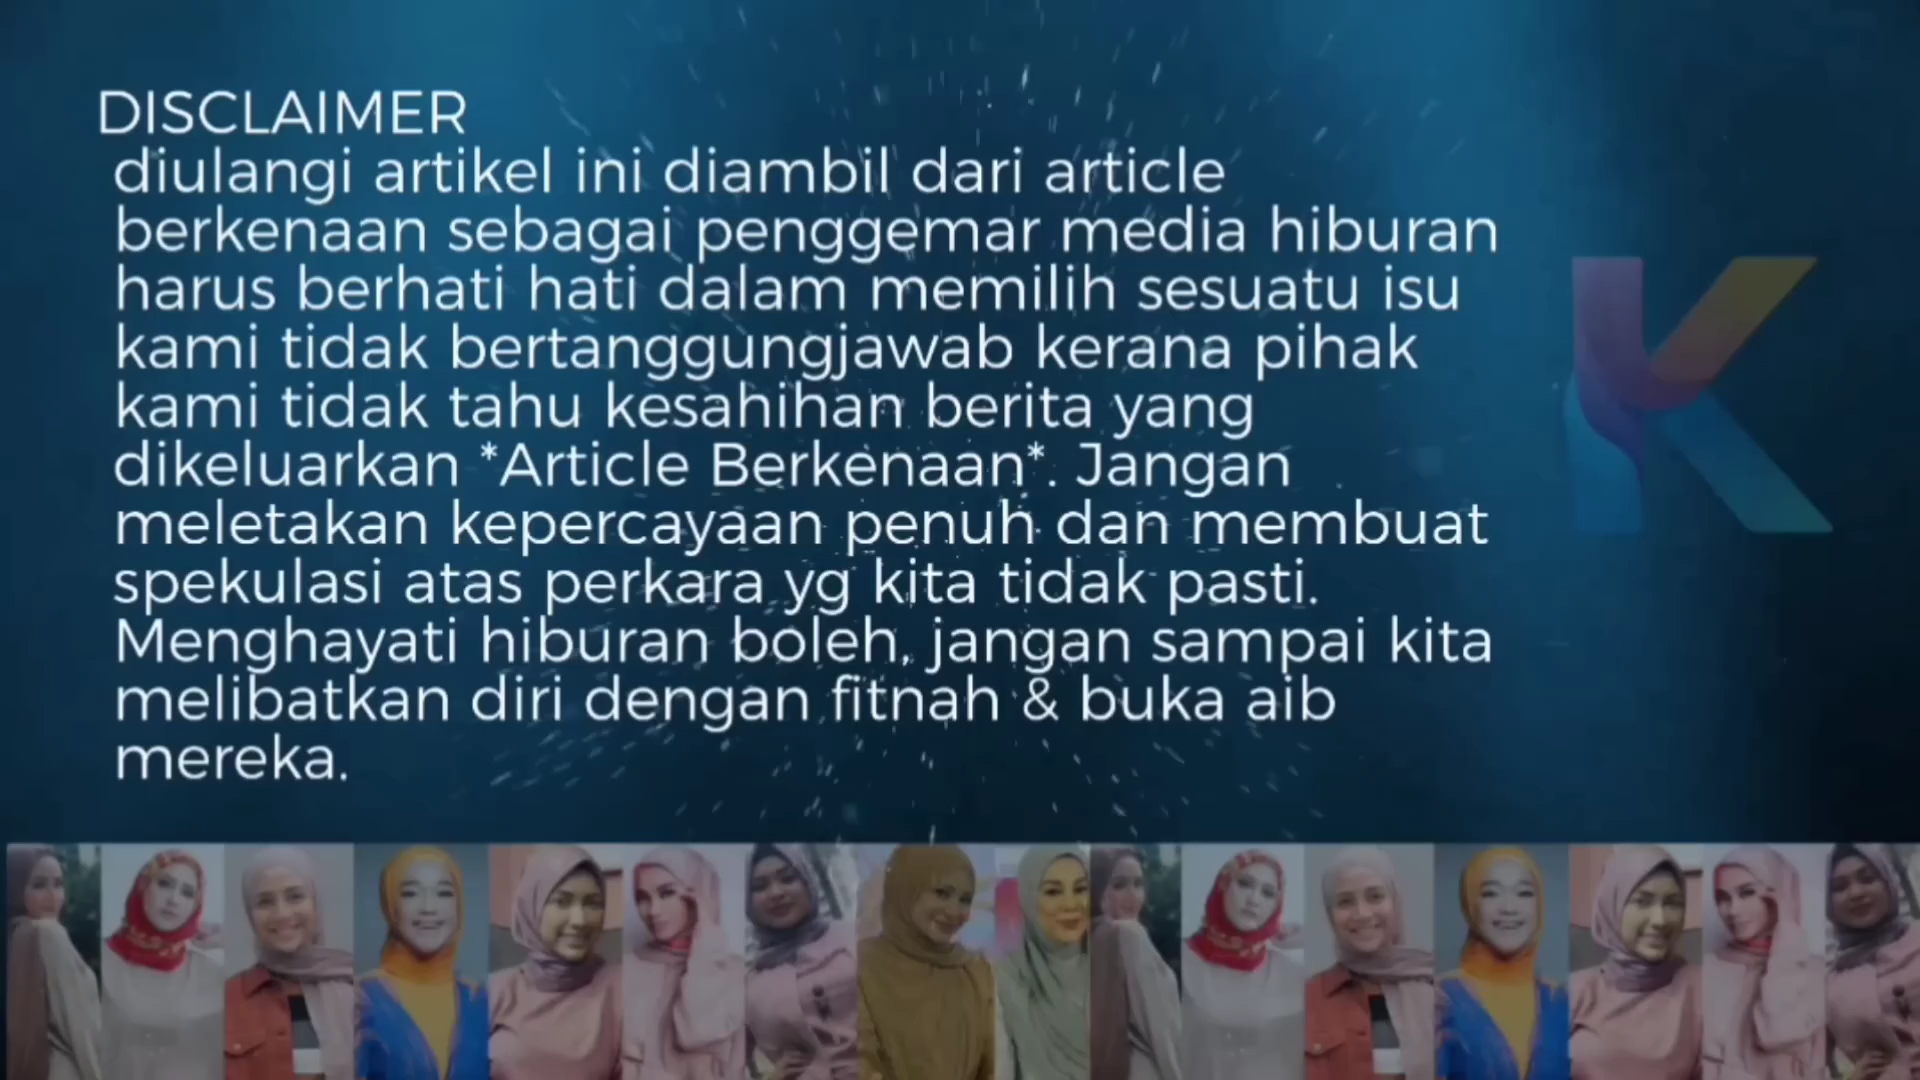 DISCLAIMER
diulangi artikel ini diambil dari article
berkenaan sebagai penggemar media hiburan
harus berhati hati dalam memilih sesuatu isu
kami tidak bertanggungjawab kerana pihak
kami tidak tahu kesahihan berita yang
dikeluarkan *Article Berkenaan*. Jangan
meletakan kepercayaan penuh dan membuat
spekulasi atas perkara yg kita tidak pasti.
Menghayati hiburan boleh, jangan sampai kita
melibatkan diri dengan fitnah & buka aib
mereka.
K